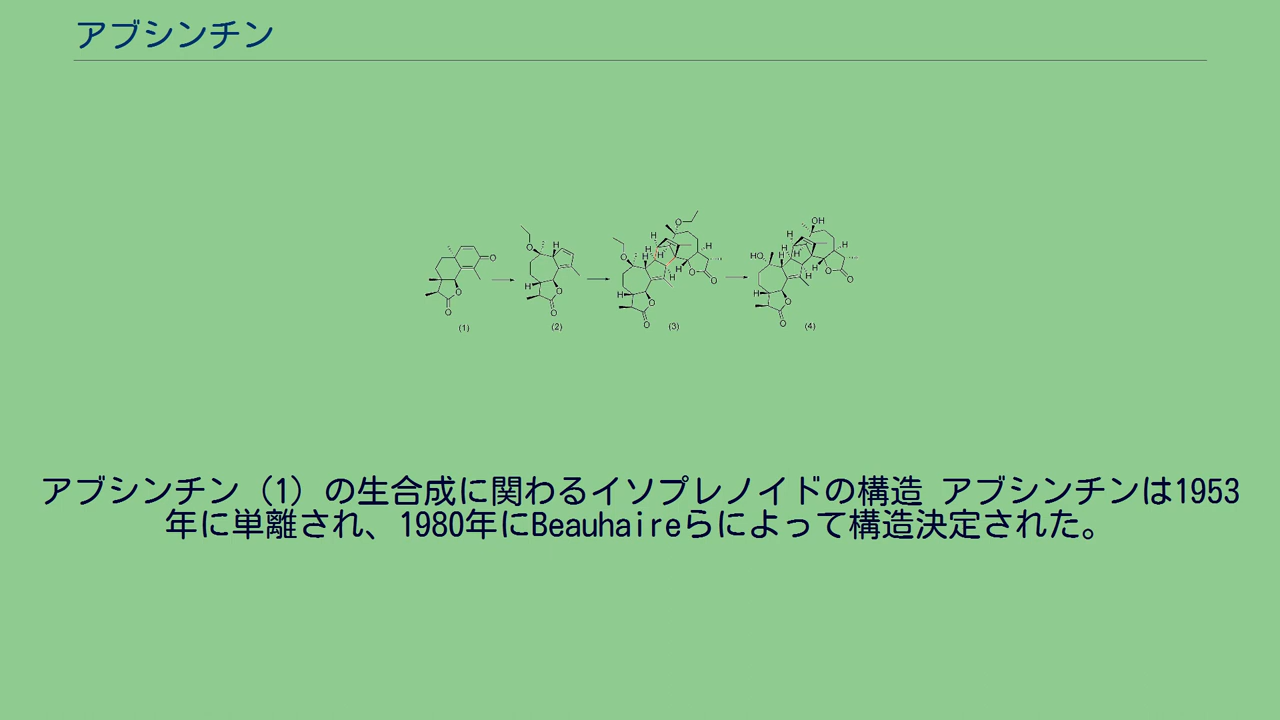 アブシンチン
OH
HO
(1)
(2)
(3)
(4)
アブシンチン（1）の生合成に関わるイソプレノイドの構造 アブシンチンは1953
年に単離され、1980年にBeauhaireらによって構造決定された。